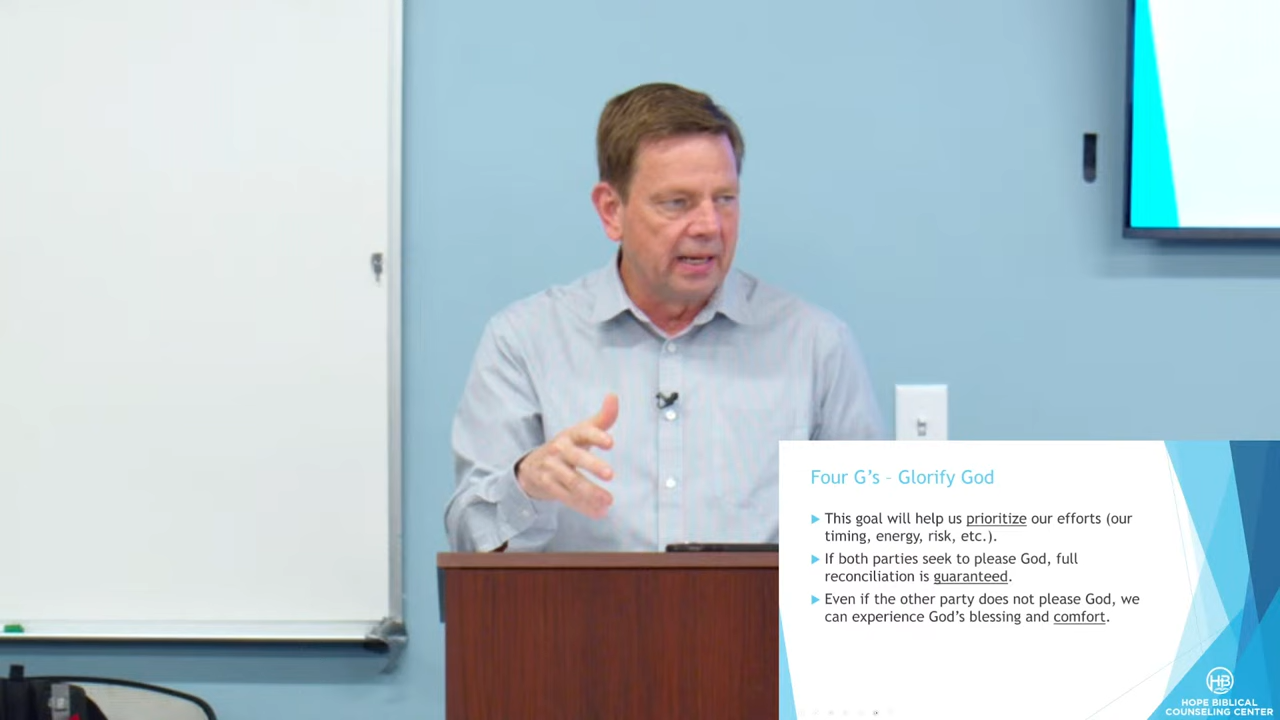 Four G's - Glorify God
This goal will help us prioritize our efforts (our
timing, energy, risk, etc.).
If both parties seek to please God, full
reconciliation is guaranteed.
Even if the other party does not please God, we
can experience God's blessing and comfort.
HB
HOPE BIBLICAL
COUNSELING CENTER